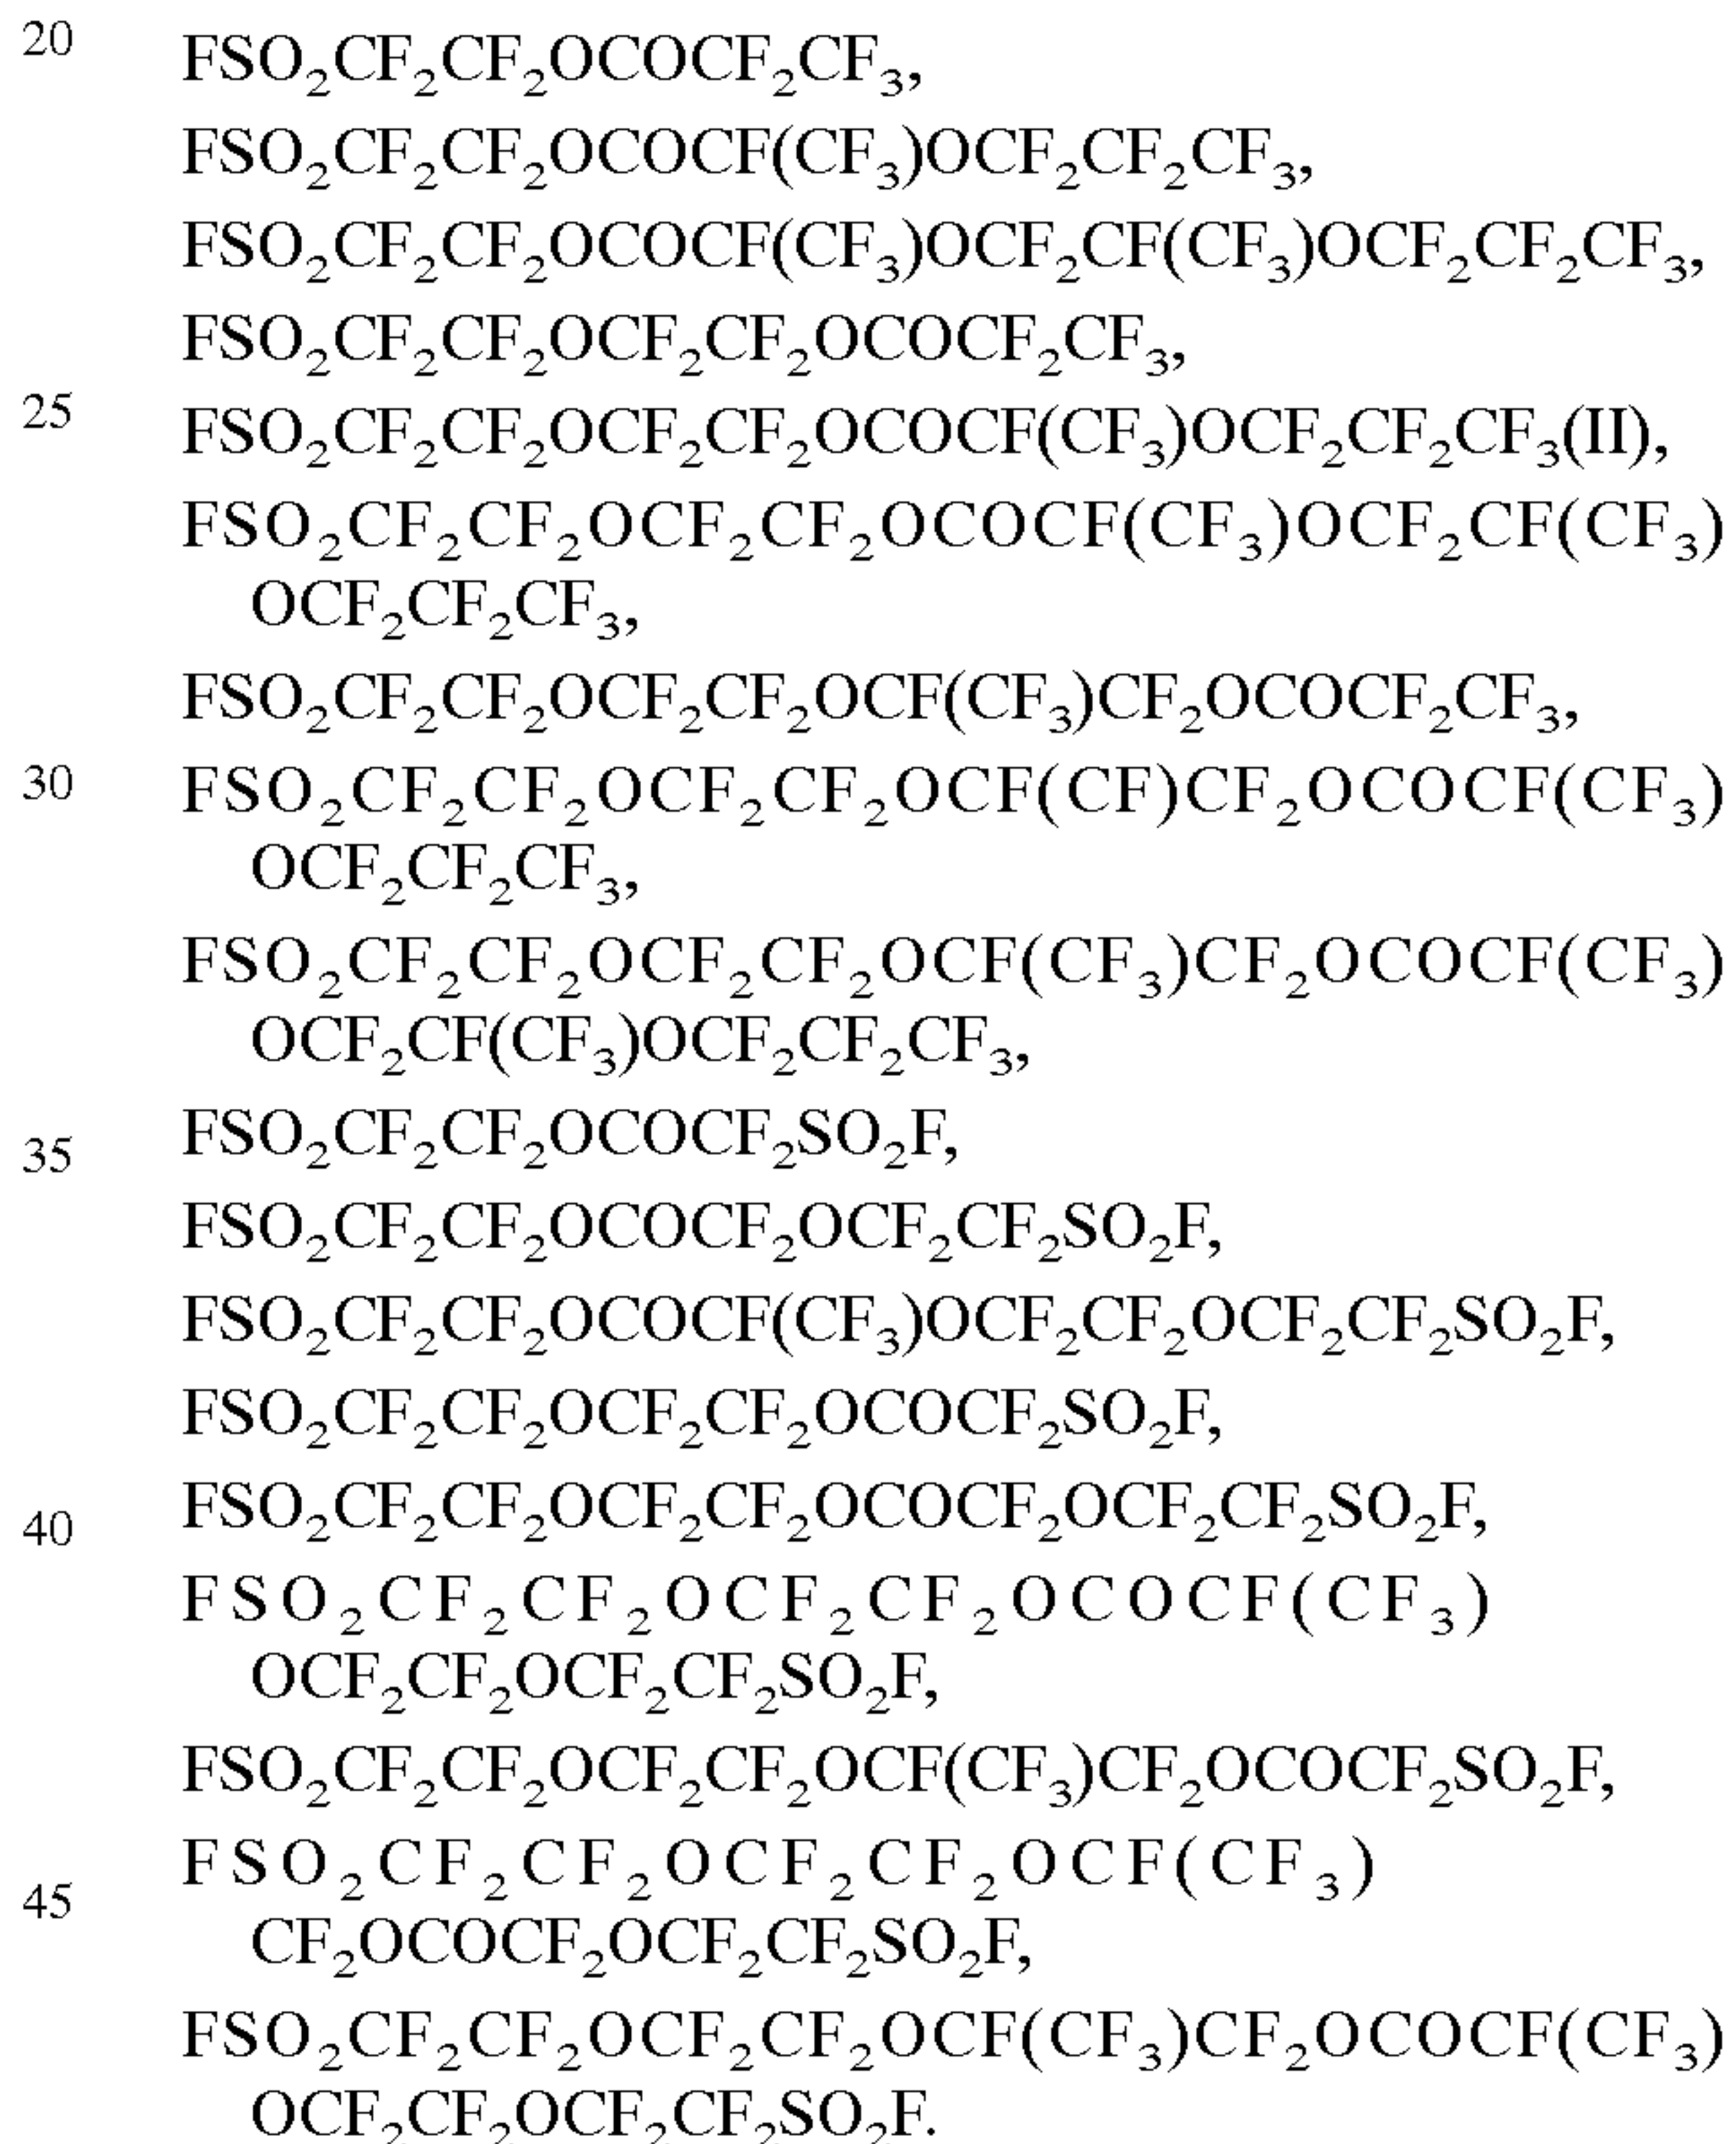 20 FSO₂CF₂CF₂OCOCF₂CF₃,
FSO₂CF₂CF₂OCOCF(CF₃)OCF₂CF₂CF₃,
FSO₂CF₂CF₂OCOCF(CF₃)OCF₂CF(CF₃)OCF₂CF₂CF₃,
FSO₂CF₂CF₂OCF₂CF₂OCOCF₂CF₃,
25 FSO₂CF₂CF₂OCF₂CF₂OCOCF(CF₃)OCF₂CF₂CF₃(II),
FSO₂CF₂CF₂OCF₂CF₂OCOCF(CF₃)OCF₂CF(CF₃)
OCF₂CF₂CF₃,
FSO₂CF₂CF₂OCF₂CF₂OCF(CF₃)CF₂OCOCF₂CF₃,
30 FSO₂CF₂CF₂OCF₂CF₂OCF(CF)CF₂OCOCF(CF₃)
OCF₂CF₂CF₃,
FSO₂CF₂CF₂OCF₂CF₂OCF(CF₃)CF₂OCOCF(CF₃)
OCF₂CF(CF₃)OCF₂CF₂CF₃,
35 FSO₂CF₂CF₂OCOCF₂SO₂F,
FSO₂CF₂CF₂OCOCF₂OCF₂CF₂SO₂F,
FSO₂CF₂CF₂OCOCF(CF₃)OCF₂CF₂OCF₂CF₂SO₂F,
FSO₂CF₂CF₂OCF₂CF₂OCOCF₂SO₂F,
40 FSO₂CF₂CF₂OCF₂CF₂OCOCF₂OCF₂CF₂SO₂F,
FSO₂CF₂CF₂OCF₂CF₂OCOCF(CF₃)
OCF₂CF₂OCF₂CF₂SO₂F,
FSO₂CF₂CF₂OCF₂CF₂OCF(CF₃)CF₂OCOCF₂SO₂F,
45 FSO₂CF₂CF₂OCF₂CF₂OCF(CF₃)
CF₂OCOCF₂OCF₂CF₂SO₂F,
FSO₂CF₂CF₂OCF₂CF₂OCF(CF₃)CF₂OCOCF(CF₃)
OCF₂CF₂OCF₂CF₂SO₂F.